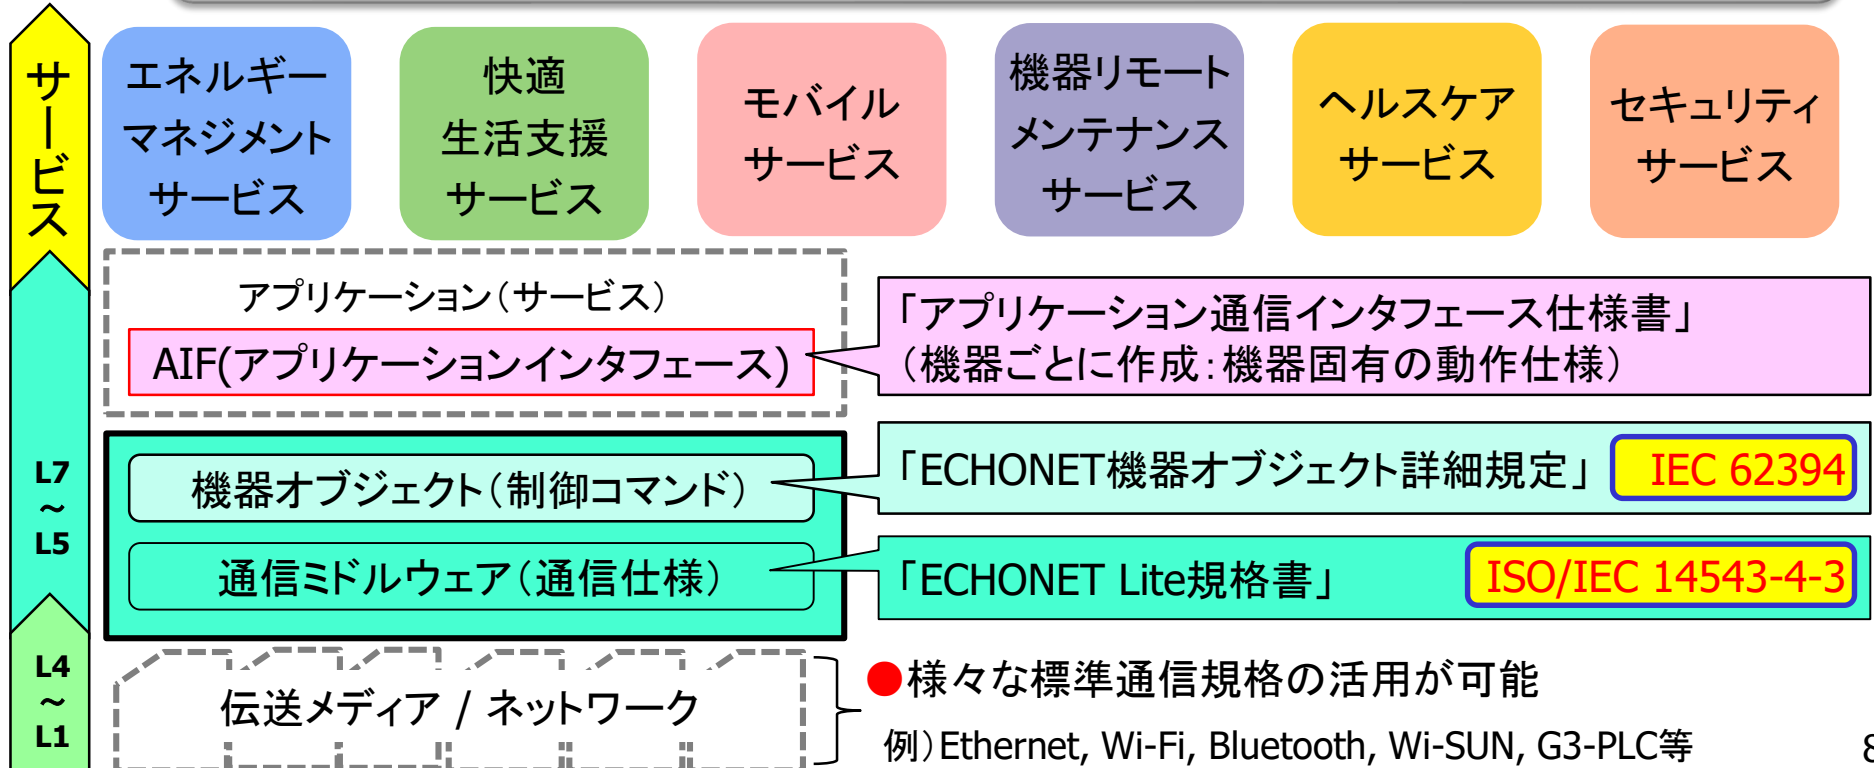 サービス
エネルギー
マネジメント
サービス
快適
生活支援
サービス
モバイル
サービス
機器リモート
メンテナンス
サービス
ヘルスケア
サービス
セキュリティ
サービス
アプリケーション（サービス）
AIF(アプリケーションインタフェース)
「アプリケーション通信インタフェース仕様書」
（機器ごとに作成：機器固有の動作仕様）
L7
～
L5
機器オブジェクト（制御コマンド）
「ECHONET機器オブジェクト詳細規定」 IEC 62394
通信ミドルウェア（通信仕様）
「ECHONET Lite規格書」 ISO/IEC 14543-4-3
L4
～
L1
伝送メディア / ネットワーク
●様々な標準通信規格の活用が可能
例）Ethernet, Wi-Fi, Bluetooth, Wi-SUN, G3-PLC等